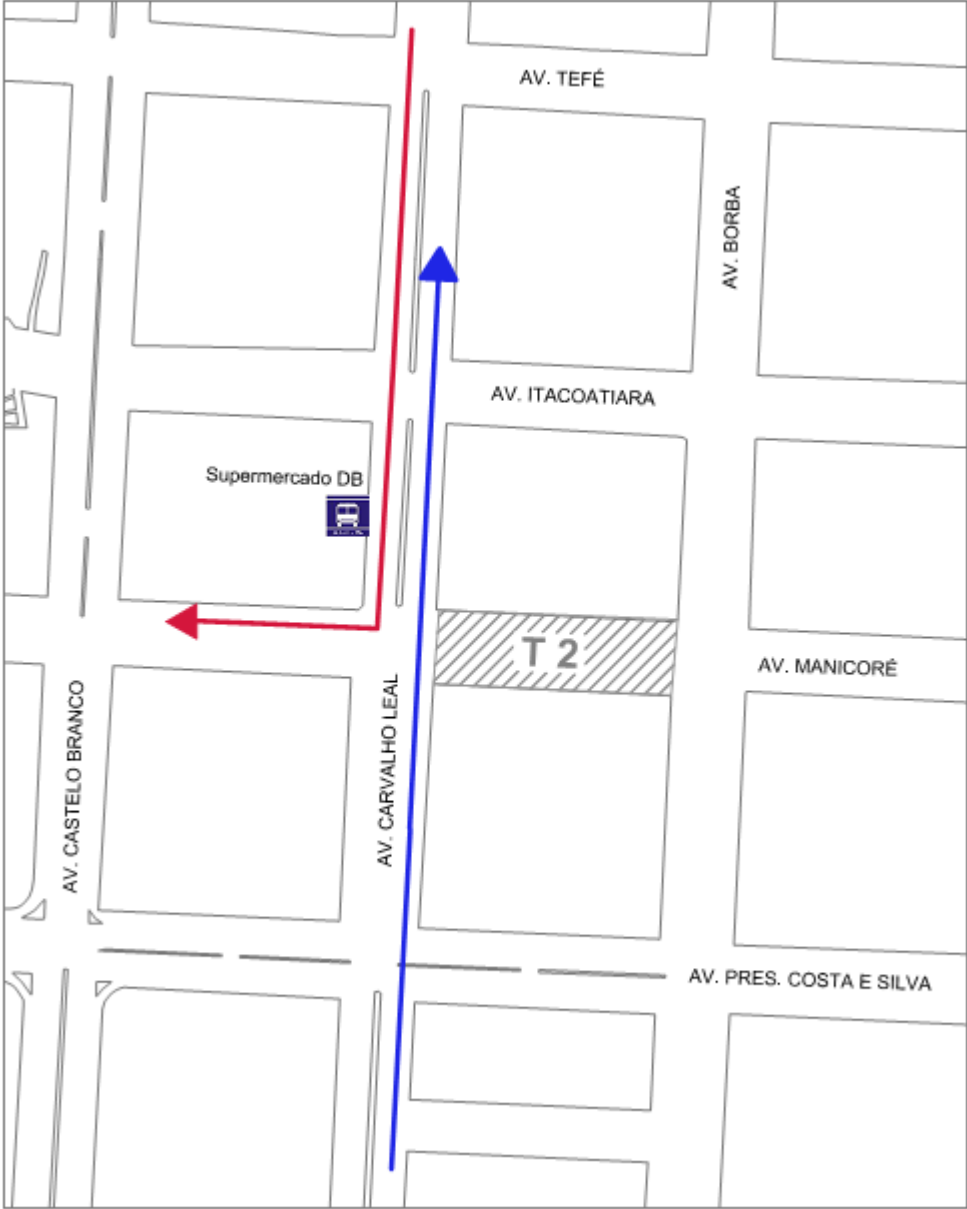 AV. TEFÉ
AV. BORBA
AV. ITACOATIARA
Supermercado DB
T 2
AV. MANICORÉ
AV. CASTELO BRANCO
AV. CARVALHO LEAL
AV. PRES. COSTA E SILVA